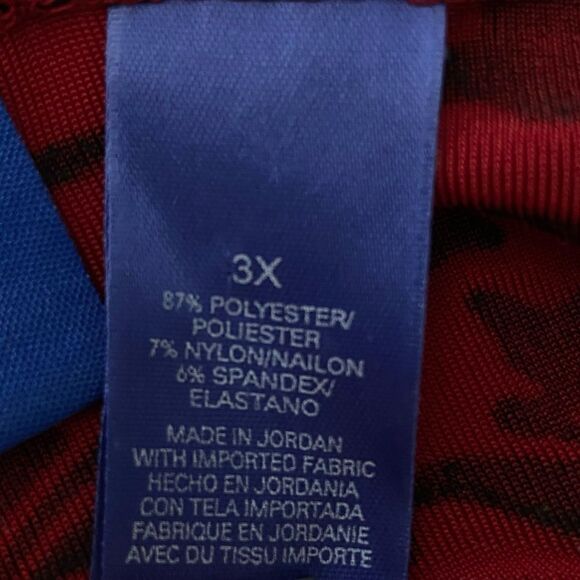 3X
87% POLYESTER/
POLIESTER
7% NYLON/NAILON
6% SPANDEX/
ELASTANO
MADE IN JORDAN
WITH IMPORTED FABRIC
HECHO EN JORDANIA
CON TELA IMPORTADA
FABRIQUE EN JORDANIE
AVEC DU TISSU IMPORTE